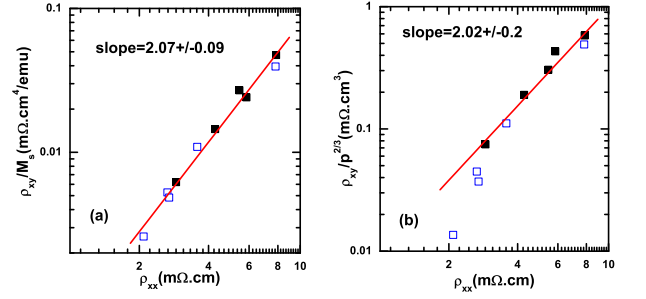 0.1
0.01
ρxy/Ms(mΩ.cm4/emu)
slope=2.07+/-0.09
(a)
2
4
6
8
10
ρxx(mΩ.cm)
1
0.1
0.01
ρxy/p2/3(mΩ.cm3)
slope=2.02+/-0.2
(b)
2
4
6
8
10
ρxx(mΩ.cm)